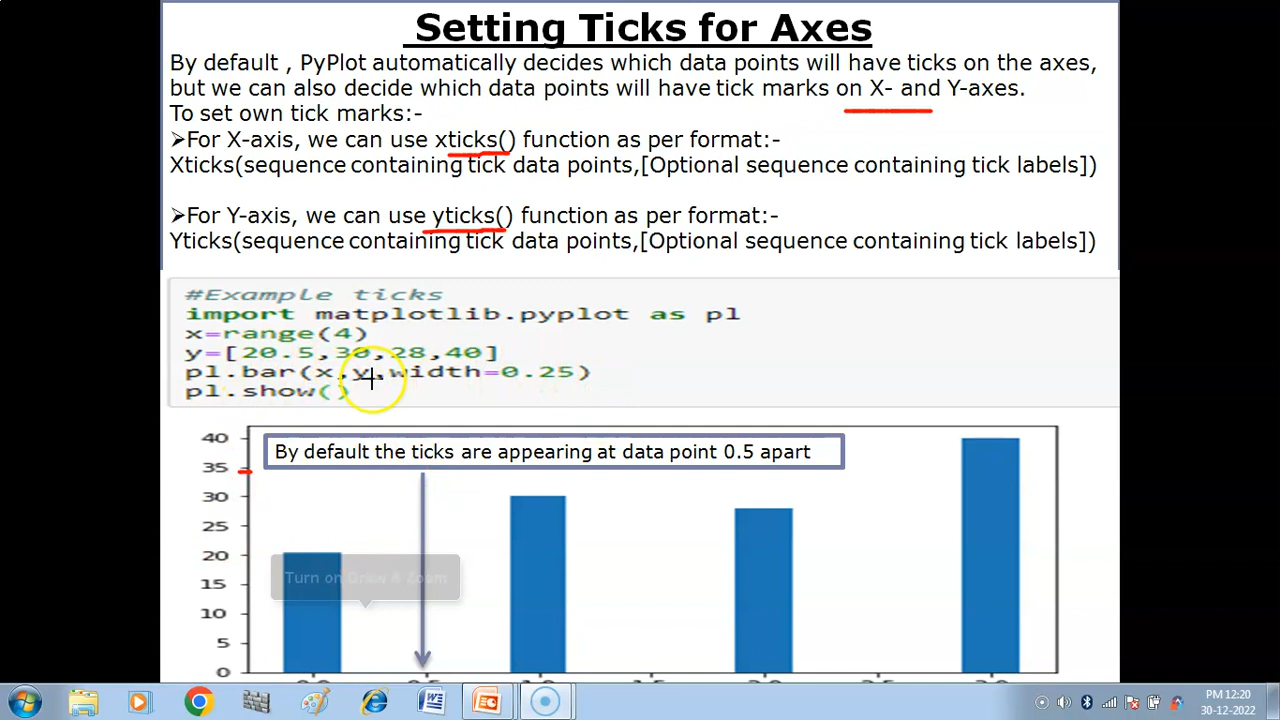 Setting Ticks for Axes
By default , PyPlot automatically decides which data points will have ticks on the axes,
but we can also decide which data points will have tick marks on X- and Y-axes.
To set own tick marks:-
➢For X-axis, we can use xticks() function as per format:-
Xticks(sequence containing tick data points,[Optional sequence containing tick labels])
➢For Y-axis, we can use yticks() function as per format:-
Yticks(sequence containing tick data points,[Optional sequence containing tick labels])
#Example ticks
import matplotlib.pyplot as pl
x=range(4)
y=[20.5,30,28,40]
pl.bar(x,y,width=0.25)
pl.show()
40
By default the ticks are appearing at data point 0.5 apart
35
30
25
20
Turn on Draw & Zoom
15
10
5
0
PM 12:20
30-12-2022